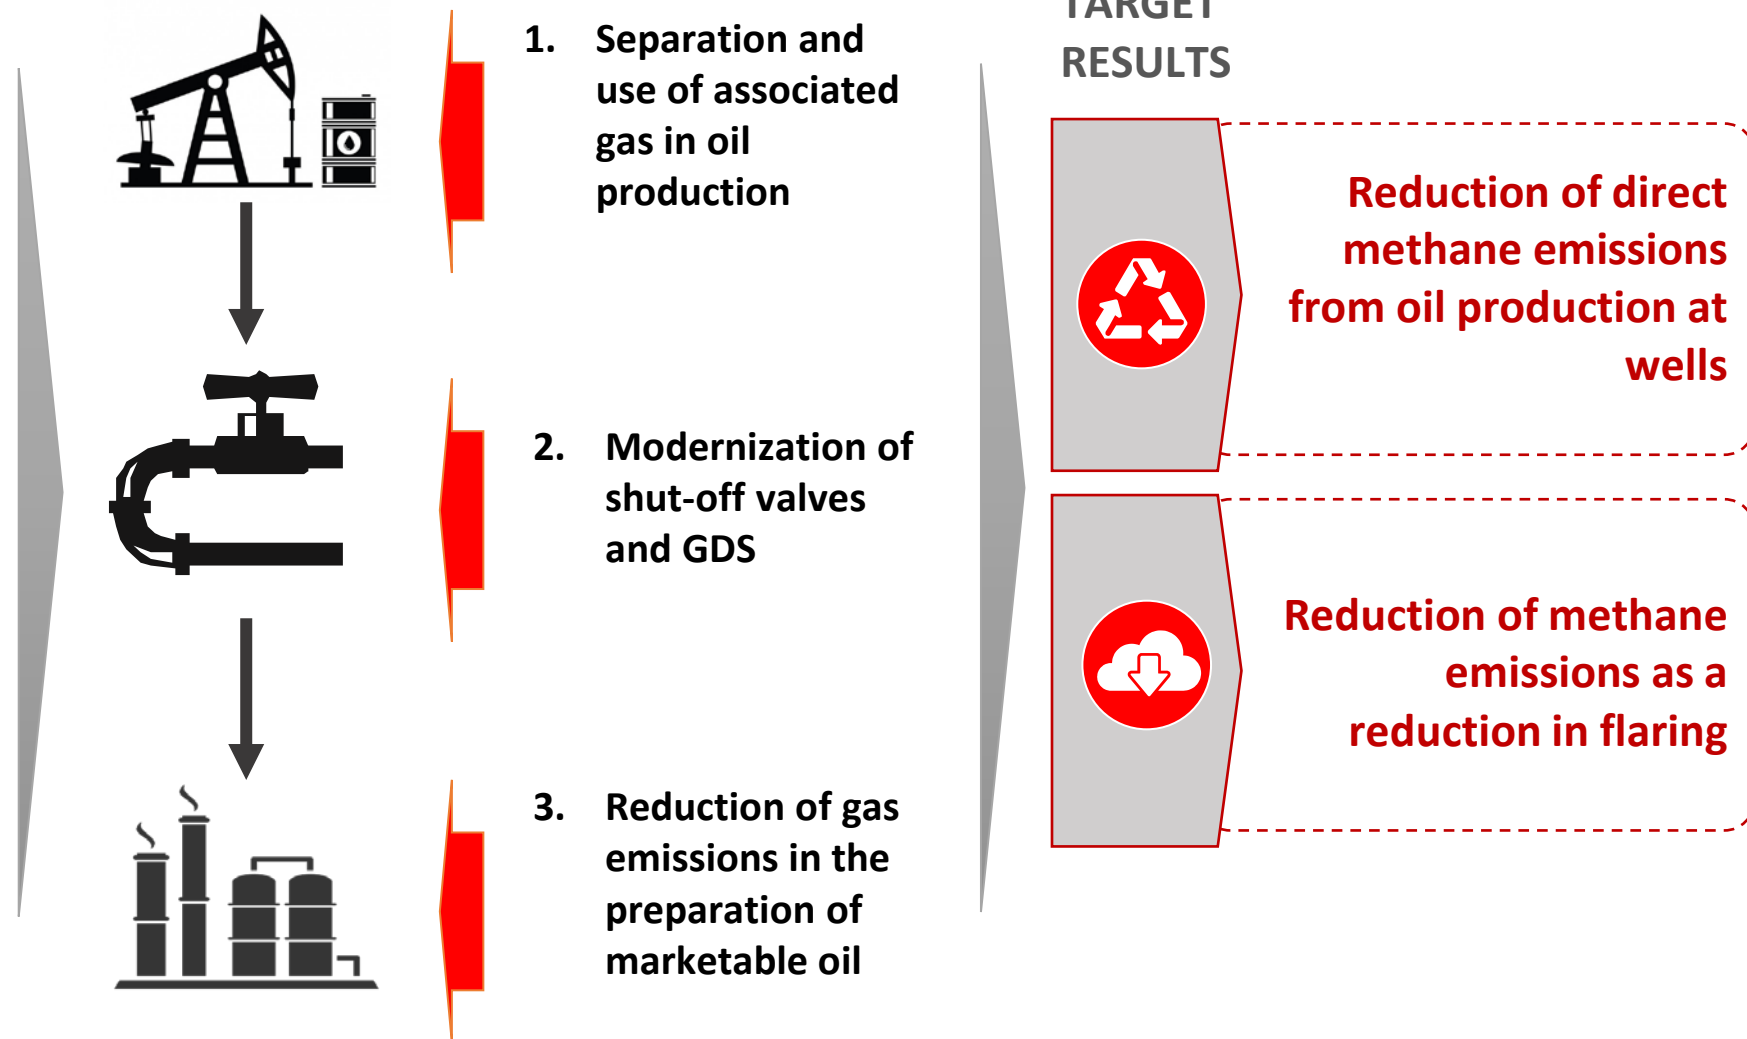 1. Separation and
use of associated
gas in oil
production
2. Modernization of
shut-off valves
and GDS
3. Reduction of gas
emissions in the
preparation of
marketable oil
TARGET
RESULTS
Reduction of direct
methane emissions
from oil production at
wells
Reduction of methane
emissions as a
reduction in flaring